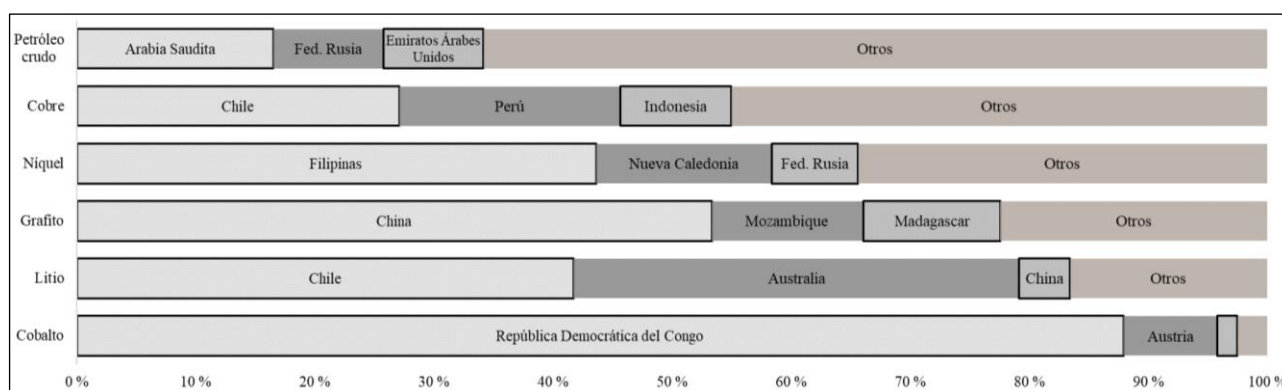 Petróleo crudo Arabia Saudita Fed. Rusia Emiratos Árabes Unidos Otros
Cobre Chile Perú Indonesia Otros
Níquel Filipinas Nueva Caledonia Fed. Rusia Otros
Grafito China Mozambique Madagascar Otros
Litio Chile Australia China Otros
Cobalto República Democrática del Congo Austria
0 % 10 % 20 % 30 % 40 % 50 % 60 % 70 % 80 % 90 % 100 %